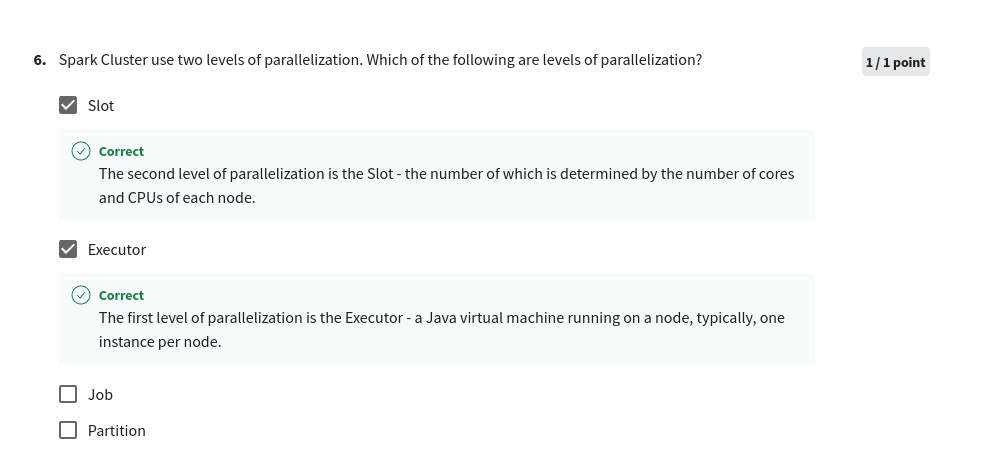 6. Spark Cluster use two levels of parallelization. Which of the following are levels of parallelization?
1 / 1 point
Slot
Correct
The second level of parallelization is the Slot - the number of which is determined by the number of cores
and CPUs of each node.
Executor
Correct
The first level of parallelization is the Executor - a Java virtual machine running on a node, typically, one
instance per node.
Job
Partition